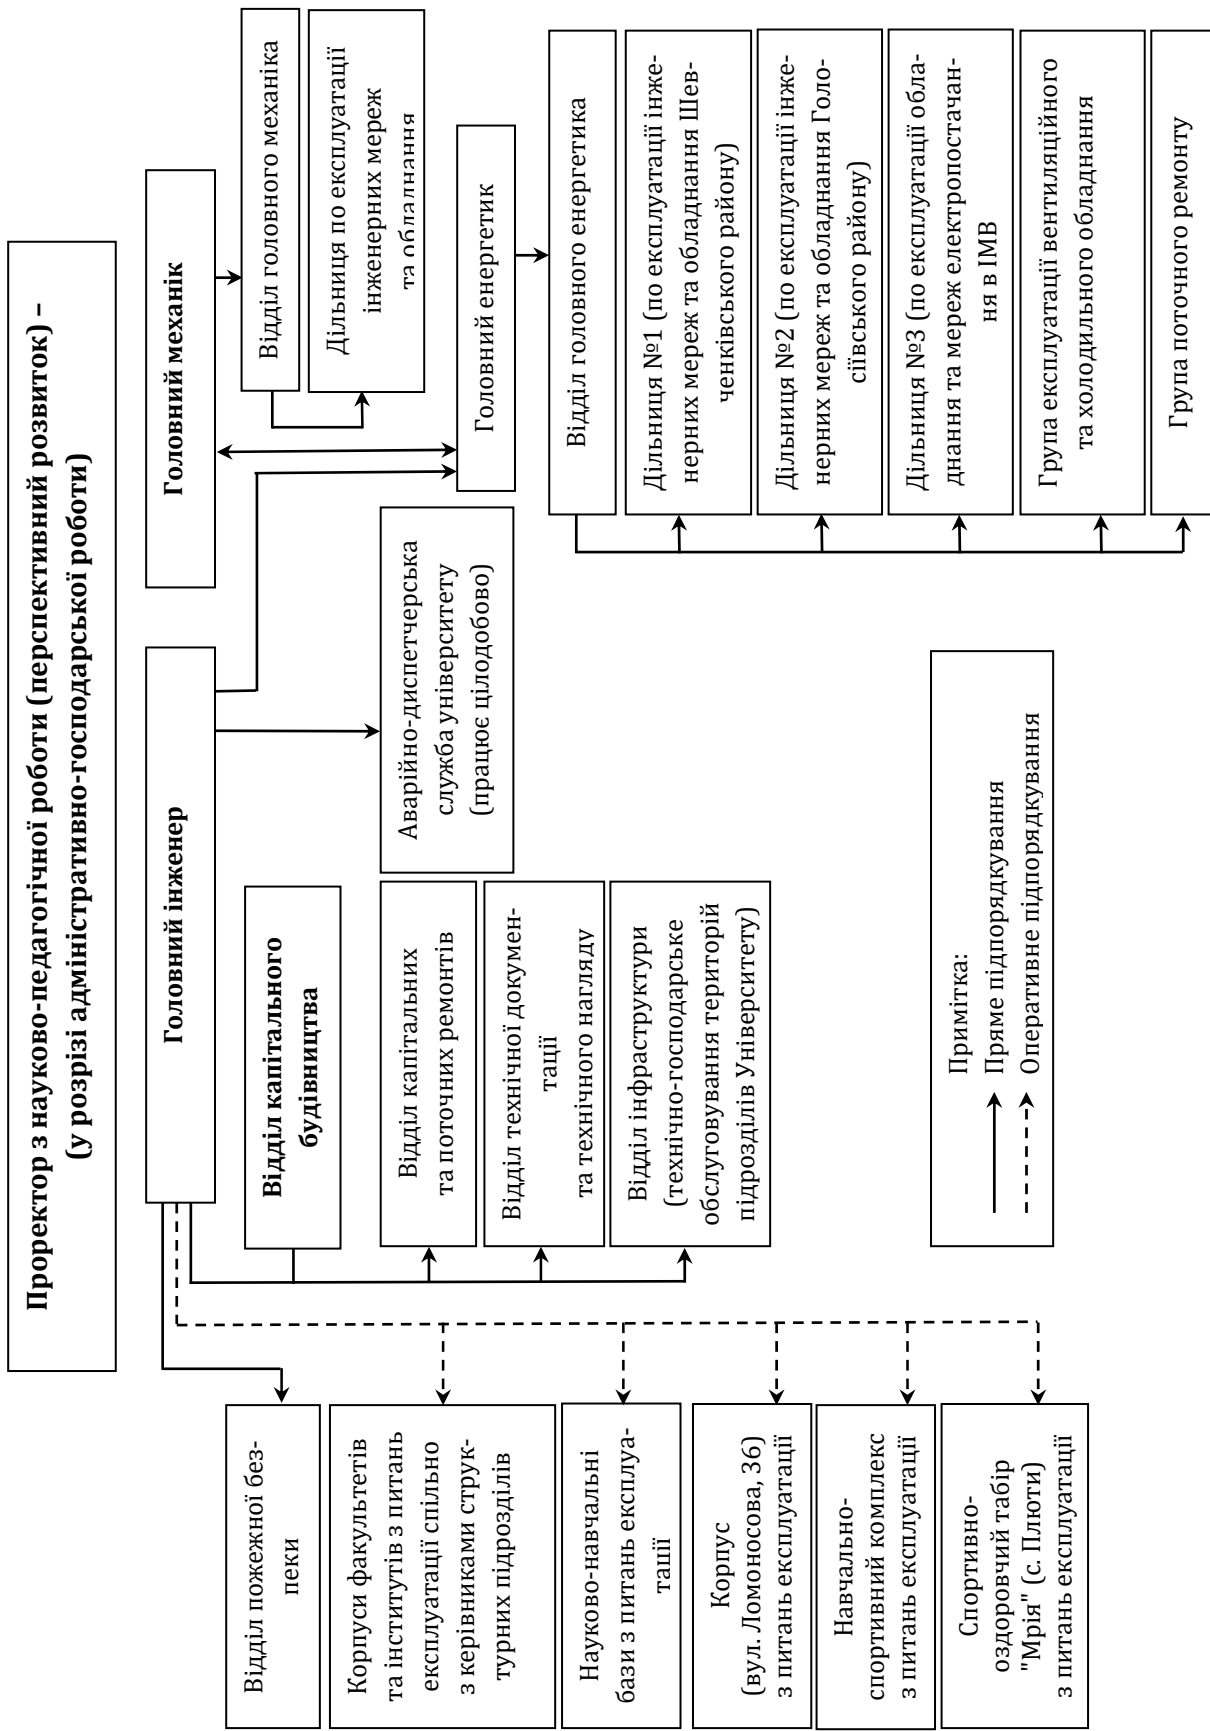 Проректор з науково-педагогічної роботи (перспективний розвиток) –
(у розрізі адміністративно-господарської роботи)
Головний інженер
Головний механік
Відділ пожежної без-
пеки
Корпуси факультетів
та інститутів з питань
експлуатації спільно
з керівниками струк-
турних підрозділів
Науково-навчальні
бази з питань експлуа-
тації
Корпус
(вул. Ломоносова, 36)
з питань експлуатації
Навчально-
спортивний комплекс
з питань експлуатації
Спортивно-
оздоровчий табір
"Мрія" (с. Плюти)
з питань експлуатації
Відділ капітального
будівництва
Відділ капітальних
та поточних ремонтів
Відділ технічної докумен-
тації
та технічного нагляду
Відділ інфраструктури
(технічно-господарське
обслуговування територій
підрозділів Університету)
Аварійно-диспетчерська
служба університету
(працює цілодобово)
Відділ головного механіка
Дільниця по експлуатації
інженерних мереж
та обладнання
Головний енергетик
Відділ головного енергетика
Дільниця №1 (по експлуатації інже-
нерних мереж та обладнання Шев-
ченківського району)
Дільниця №2 (по експлуатації інже-
нерних мереж та обладнання Голо-
сіївського району)
Дільниця №3 (по експлуатації обла-
днання та мереж електропостачан-
ня в ІМВ
Група експлуатації вентиляційного
та холодильного обладнання
Група поточного ремонту
Примітка:
Пряме підпорядкування
Оперативне підпорядкування